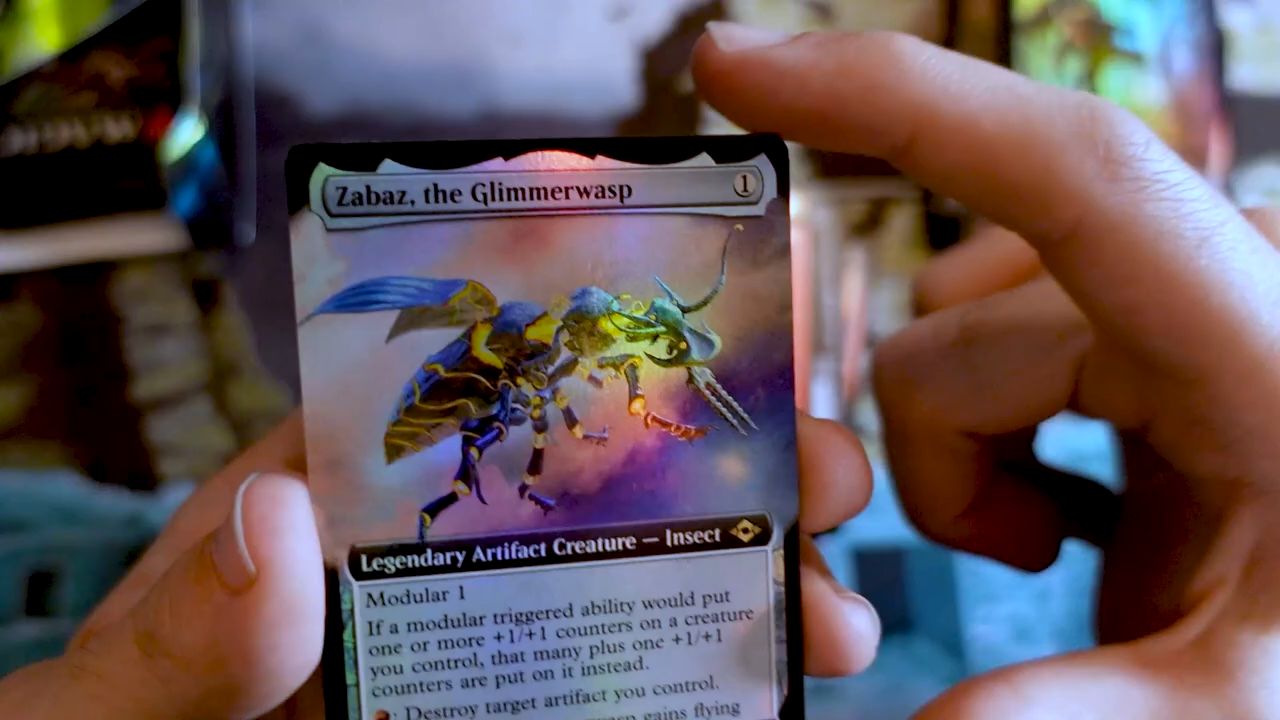 Zabaz, the Glimmerwasp
1
Legendary Artifact Creature — Insect
Modular 1
If a modular triggered ability would put
one or more +1/+1 counters on a creature
you control, that many plus one +1/+1
counters are put on it instead.
: Destroy target artifact you control.
gains flying